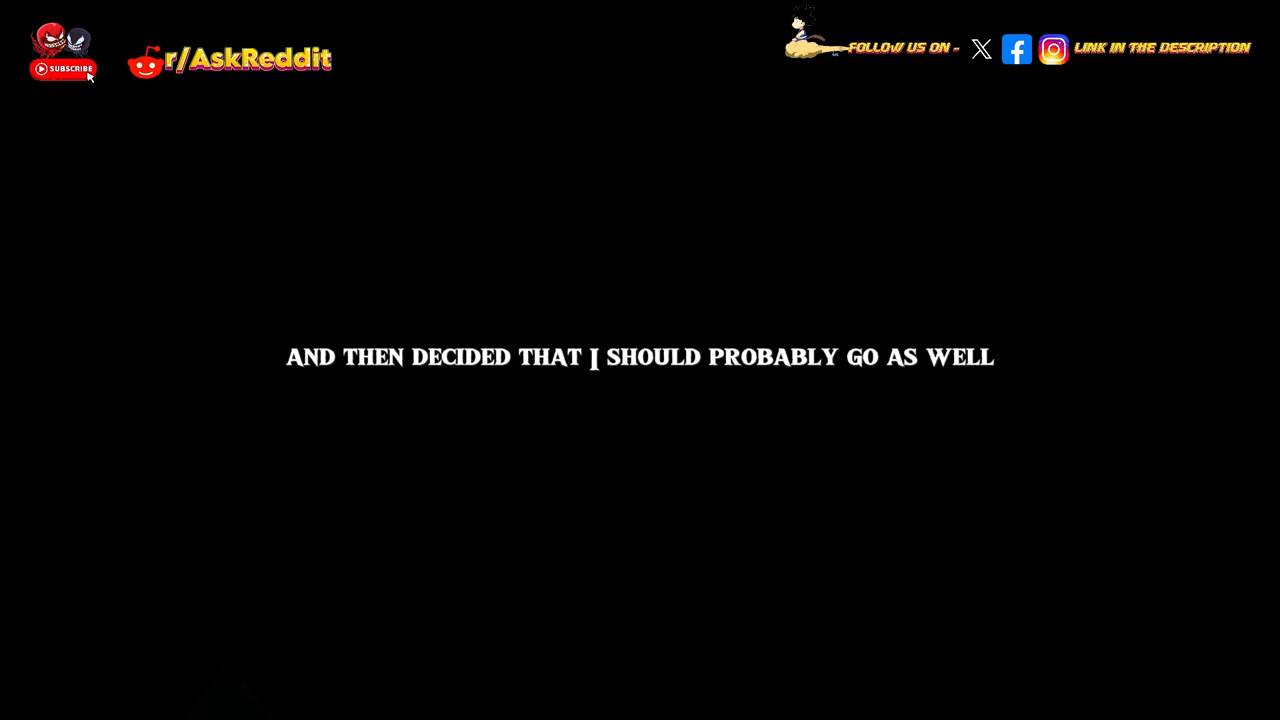 SUBSCRIBE
r/AskReddit
FOLLOW US ON -
LINK IN THE DESCRIPTION
AND THEN DECIDED THAT I SHOULD PROBABLY GO AS WELL